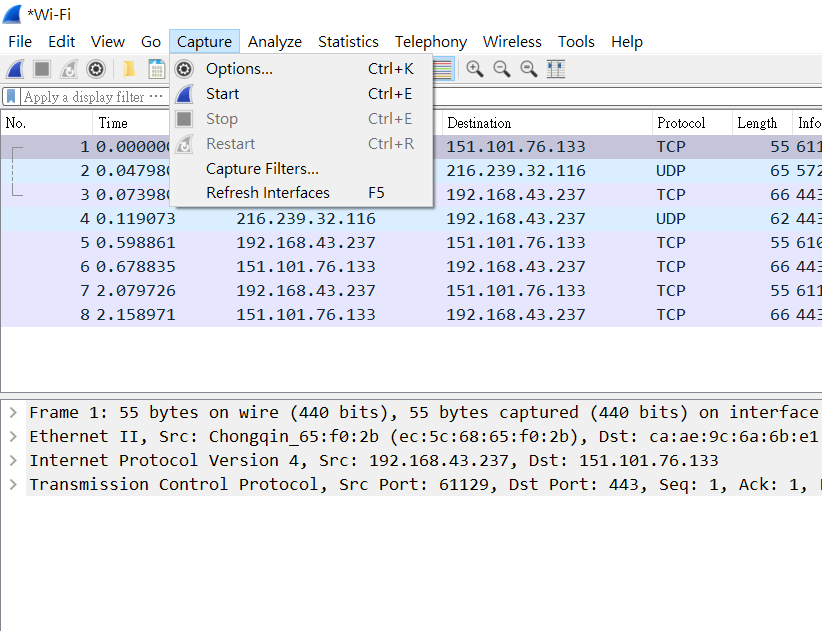 *Wi-Fi
File Edit View Go Capture Analyze Statistics Telephony Wireless Tools Help
Options... Ctrl+K
Start Ctrl+E
Stop Ctrl+E
Restart Ctrl+R
Capture Filters...
Refresh Interfaces F5
Apply a display filter ...
No. Time Destination Protocol Length Info
1 0.000000 151.101.76.133 TCP 55 611
2 0.04798 216.239.32.116 UDP 65 572
3 0.07398 192.168.43.237 TCP 66 443
4 0.119073 216.239.32.116 192.168.43.237 UDP 62 443
5 0.598861 192.168.43.237 151.101.76.133 TCP 55 610
6 0.678835 151.101.76.133 192.168.43.237 TCP 66 443
7 2.079726 192.168.43.237 151.101.76.133 TCP 55 611
8 2.158971 151.101.76.133 192.168.43.237 TCP 66 443
Frame 1: 55 bytes on wire (440 bits), 55 bytes captured (440 bits) on interface
Ethernet II, Src: Chongqin_65:f0:2b (ec:5c:68:65:f0:2b), Dst: ca:ae:9c:6a:6b:e1
Internet Protocol Version 4, Src: 192.168.43.237, Dst: 151.101.76.133
Transmission Control Protocol, Src Port: 61129, Dst Port: 443, Seq: 1, Ack: 1,